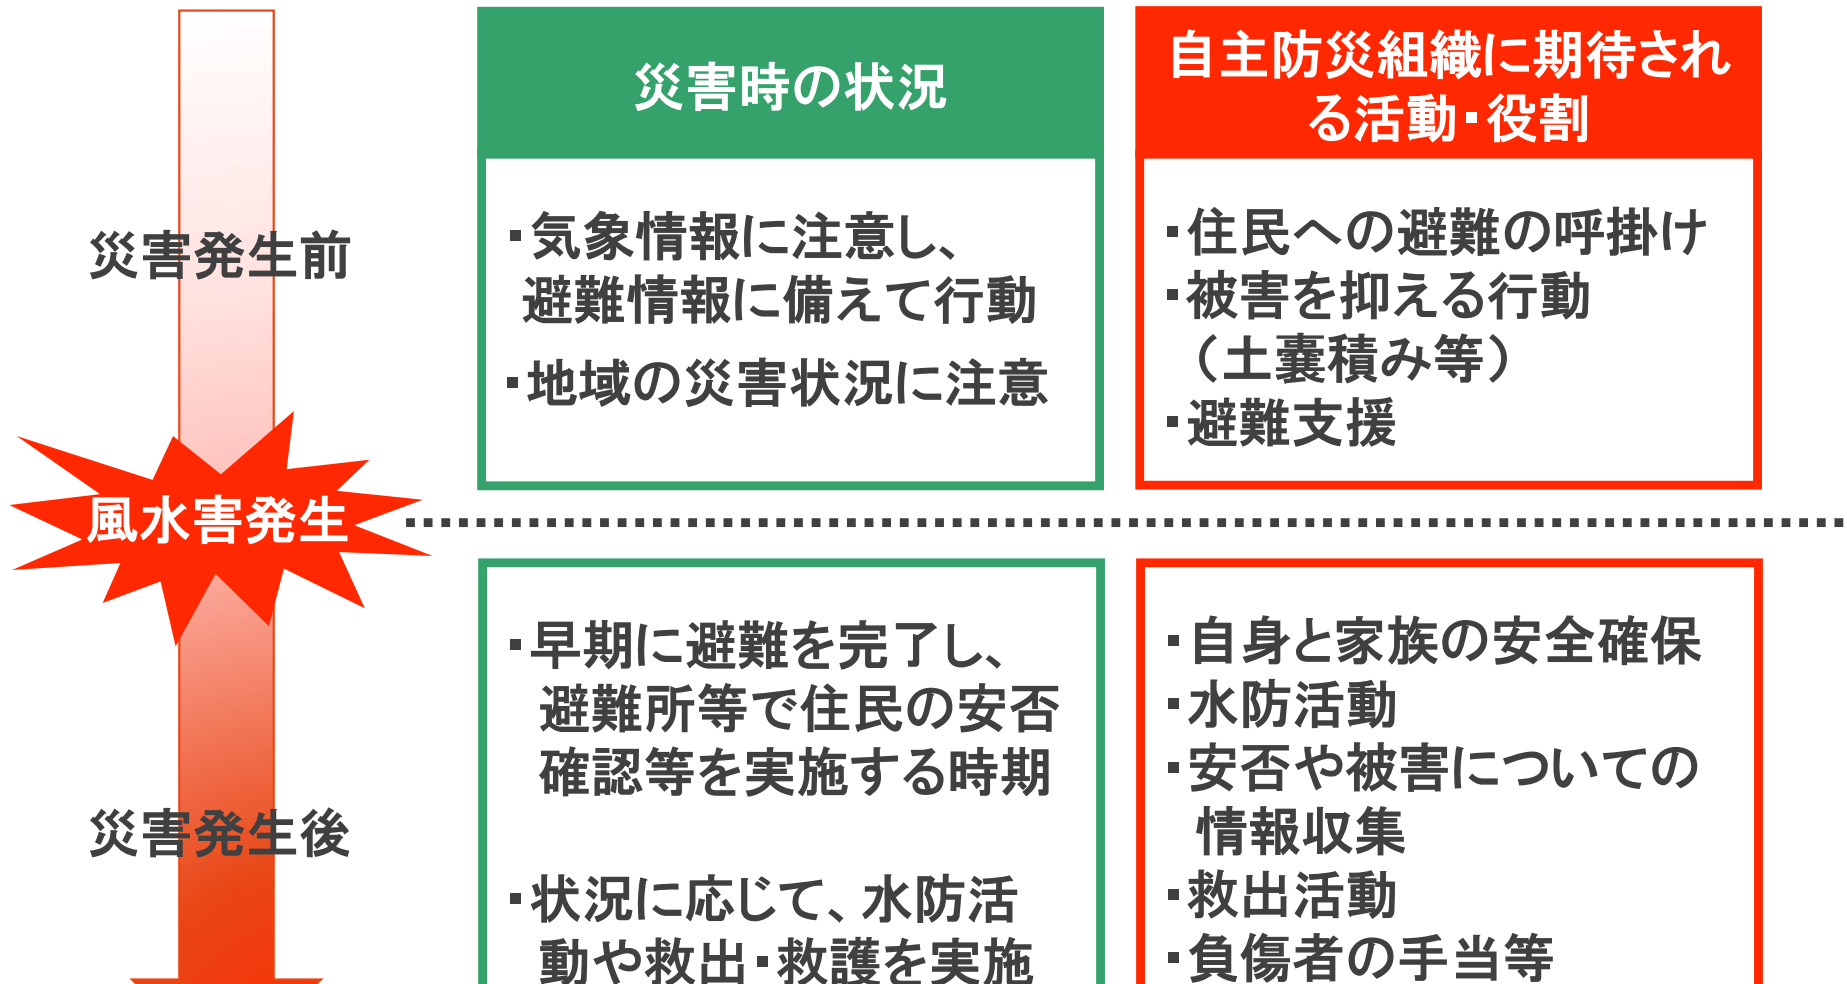 災害時の状況
自主防災組織に期待され
る活動・役割
災害発生前
・気象情報に注意し、
避難情報に備えて行動
・地域の災害状況に注意
・住民への避難の呼掛け
・被害を抑える行動
（土嚢積み等）
・避難支援
風水害発生
災害発生後
・早期に避難を完了し、
避難所等で住民の安否
確認等を実施する時期
・状況に応じて、水防活
動や救出・救護を実施
・自身と家族の安全確保
・水防活動
・安否や被害についての
情報収集
・救出活動
・負傷者の手当等